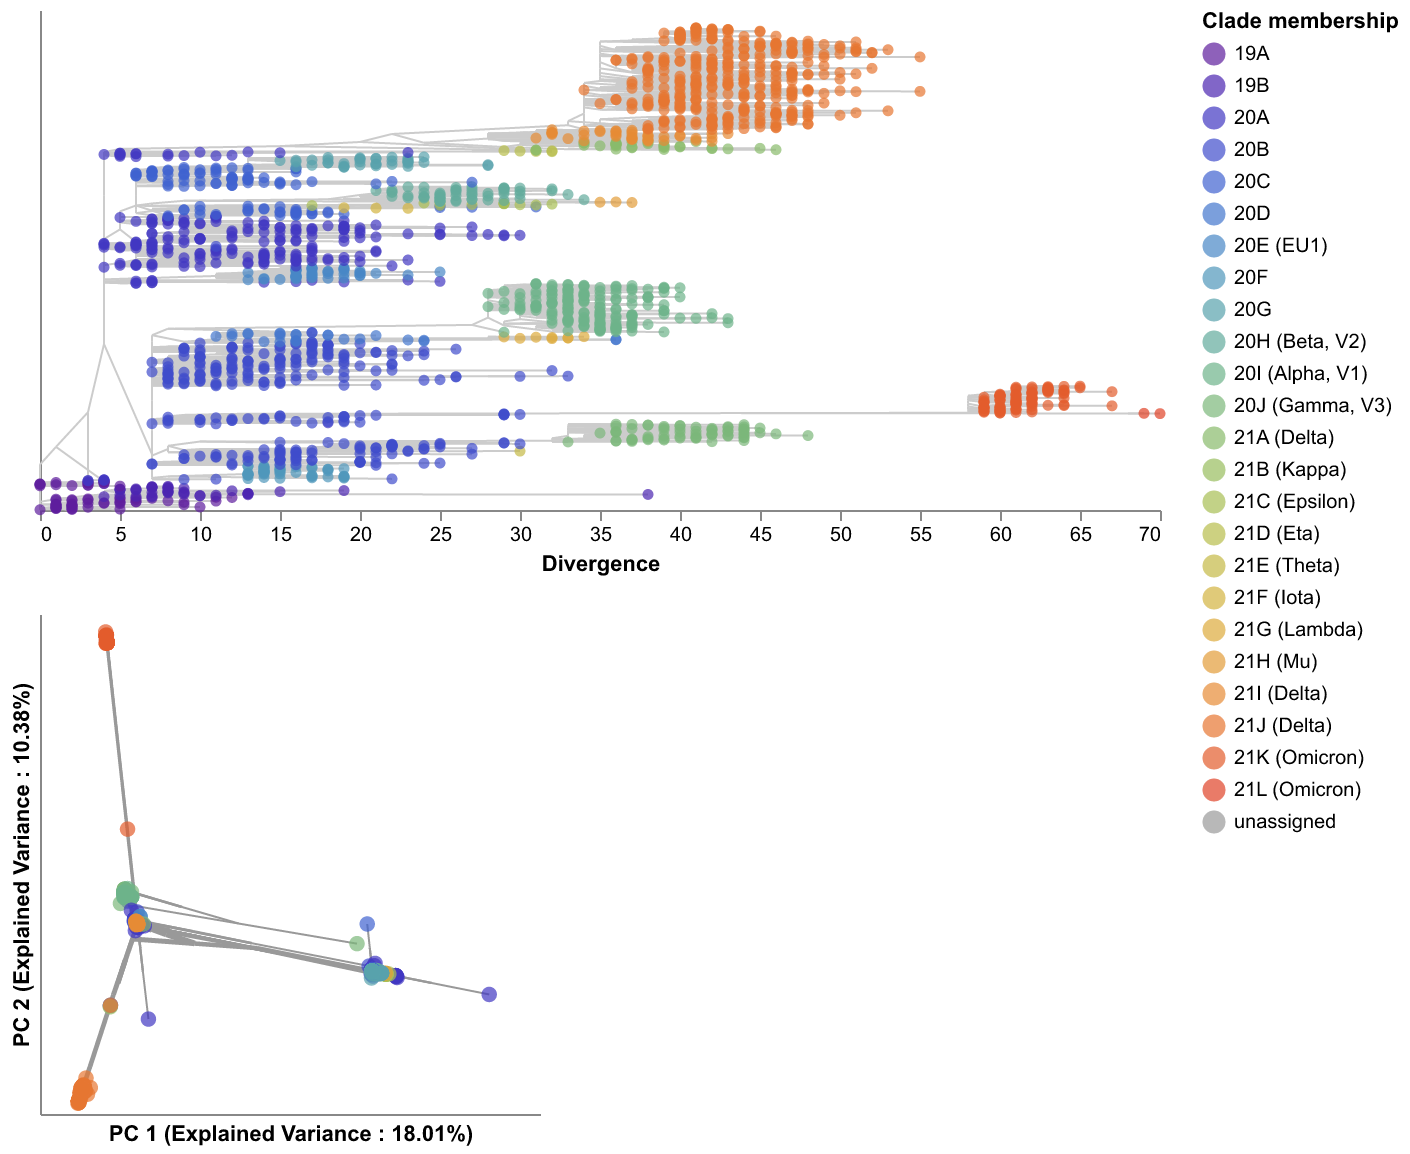 Clade membership
19A
19B
20A
20B
20C
20D
20E (EU1)
20F
20G
20H (Beta, V2)
20I (Alpha, V1)
20J (Gamma, V3)
21A (Delta)
21B (Kappa)
21C (Epsilon)
21D (Eta)
21E (Theta)
21F (Iota)
21G (Lambda)
21H (Mu)
21I (Delta)
21J (Delta)
21K (Omicron)
21L (Omicron)
unassigned
0 5 10 15 20 25 30 35 40 45 50 55 60 65 70
Divergence
PC 2 (Explained Variance : 10.38%)
PC 1 (Explained Variance : 18.01%)